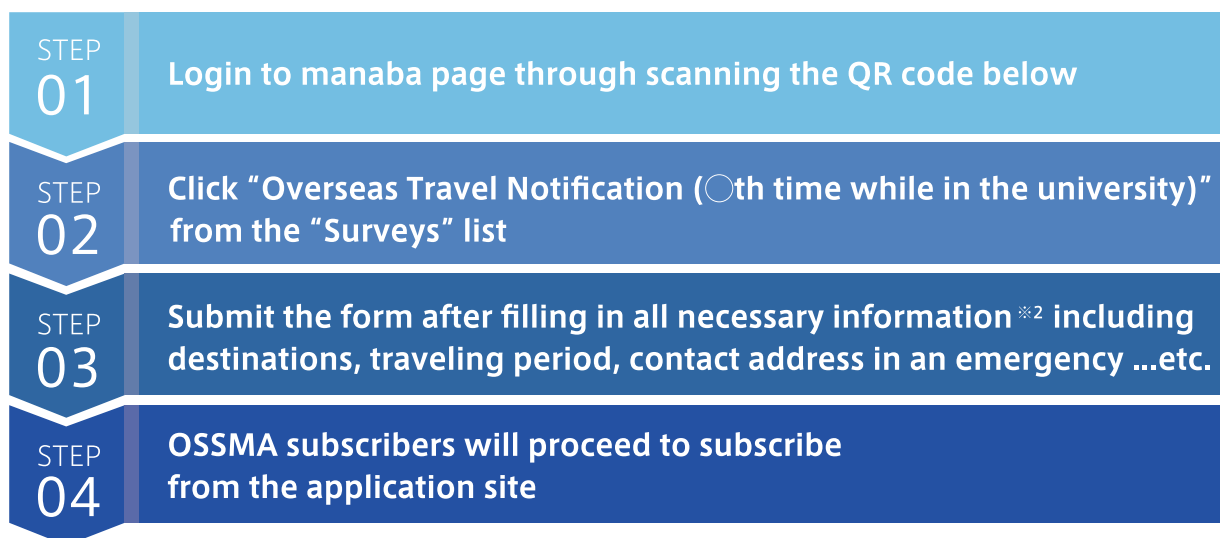 STEP
01
Login to manaba page through scanning the QR code below
STEP
02
Click “Overseas Travel Notification (◯th time while in the university)”
from the “Surveys” list
STEP
03
Submit the form after filling in all necessary information※2 including
destinations, traveling period, contact address in an emergency ...etc.
STEP
04
OSSMA subscribers will proceed to subscribe
from the application site